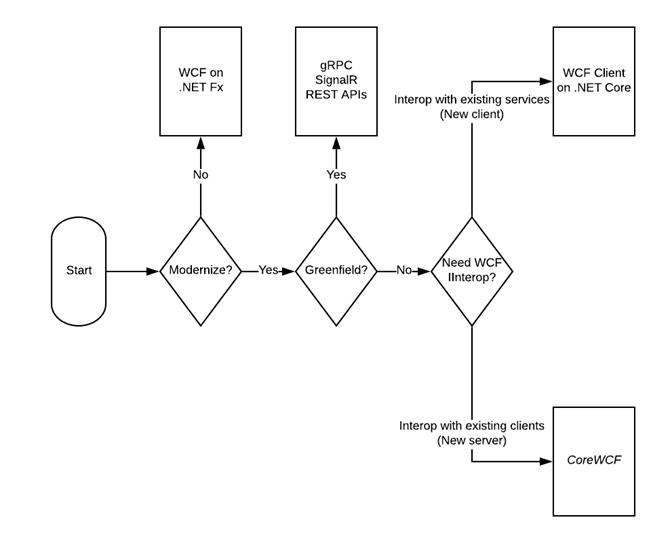 WCF on
.NET Fx
gRPC
SignalR
REST APIs
WCF Client
on .NET Core
Interop with existing services
(New client)
No
Yes
Start
Modernize?
Yes
Greenfield?
No
Need WCF
IInterop?
Interop with existing clients
(New server)
CoreWCF